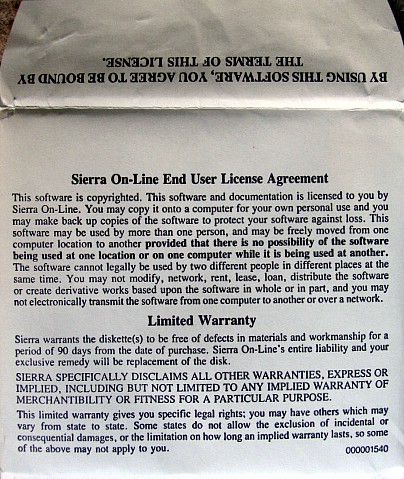 BY USING THIS SOFTWARE, YOU AGREE TO BE BOUND BY
THE TERMS OF THIS LICENSE.
Sierra On-Line End User License Agreement
This software is copyrighted. This software and documentation is licensed to you by
Sierra On-Line. You may copy it onto a computer for your own personal use and you
may make back up copies of the software to protect your software against loss. This
software may be used by more than one person, and may be freely moved from one
computer location to another provided that there is no possibility of the software
being used at one location or on one computer while it is being used at another.
The software cannot legally be used by two different people in different places at the
same time. You may not modify, network, rent, lease, loan, distribute the software
or create derivative works based upon the software in whole or in part, and you may
not electronically transmit the software from one computer to another or over a network.
Limited Warranty
Sierra warrants the diskette(s) to be free of defects in materials and workmanship for a
period of 90 days from the date of purchase. Sierra On-Line's entire liability and your
exclusive remedy will be replacement of the disk.
SIERRA SPECIFICALLY DISCLAIMS ALL OTHER WARRANTIES, EXPRESS OR
IMPLIED, INCLUDING BUT NOT LIMITED TO ANY IMPLIED WARRANTY OF
MERCHANTIBILITY OR FITNESS FOR A PARTICULAR PURPOSE.
This limited warranty gives you specific legal rights; you may have others which may
vary from state to state. Some states do not allow the exclusion of incidental or
consequential damages, or the limitation on how long an implied warranty lasts, so some
of the above may not apply to you. 000001540